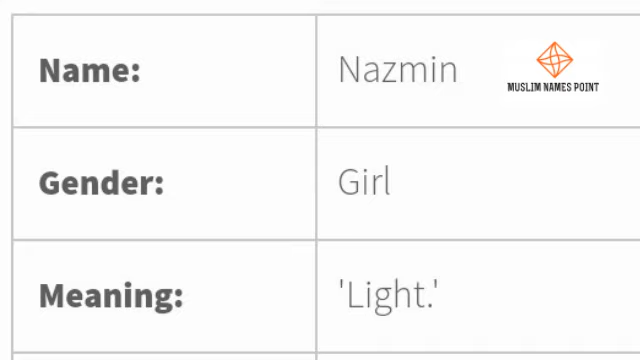 Name: Nazmin
MUSLIM NAMES POINT
Gender: Girl
Meaning: 'Light.'